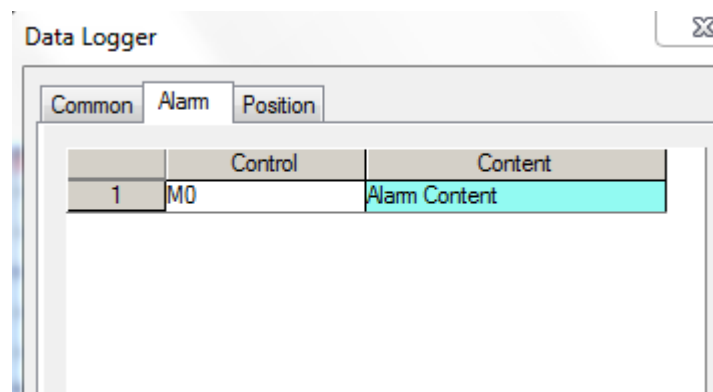 Data Logger
Common Alarm Position
Control Content
1 M0 Alarm Content